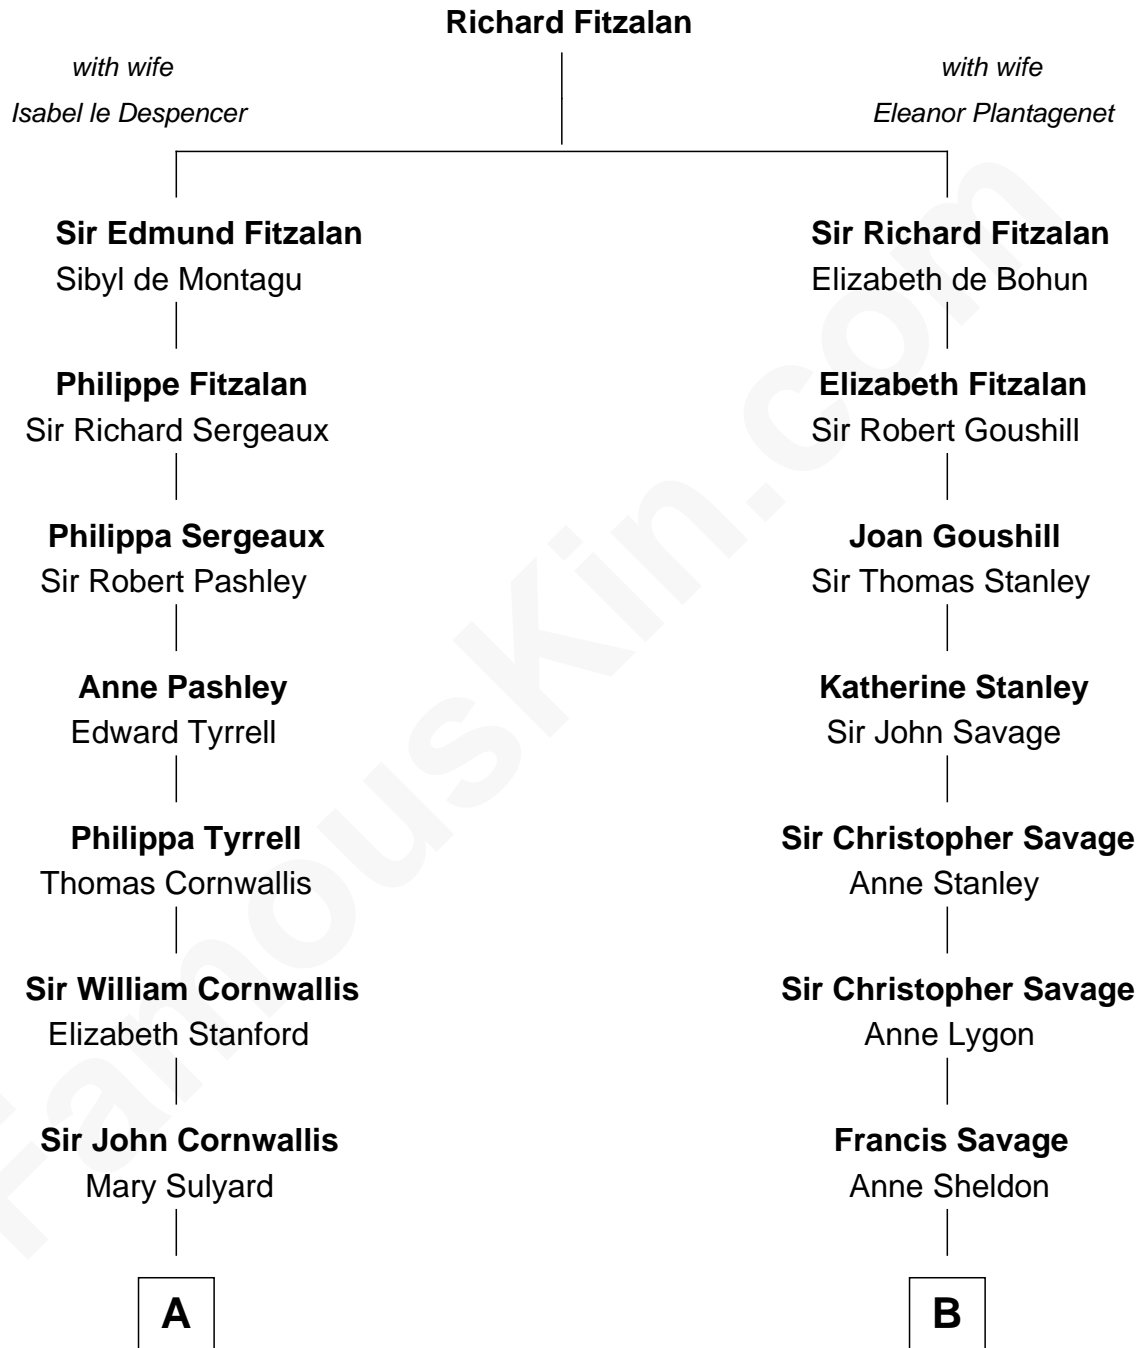 Richard Fitzalan
with wife
Isabel le Despencer
with wife
Eleanor Plantagenet
Sir Edmund Fitzalan
Sibyl de Montagu
Sir Richard Fitzalan
Elizabeth de Bohun
Philippe Fitzalan
Sir Richard Sergeaux
Elizabeth Fitzalan
Sir Robert Goushill
Philippa Sergeaux
Sir Robert Pashley
Joan Goushill
Sir Thomas Stanley
Anne Pashley
Edward Tyrrell
Katherine Stanley
Sir John Savage
Philippa Tyrrell
Thomas Cornwallis
Sir Christopher Savage
Anne Stanley
Sir William Cornwallis
Elizabeth Stanford
Sir Christopher Savage
Anne Lygon
Sir John Cornwallis
Mary Sulyard
Francis Savage
Anne Sheldon
A
B
FamousKin.com